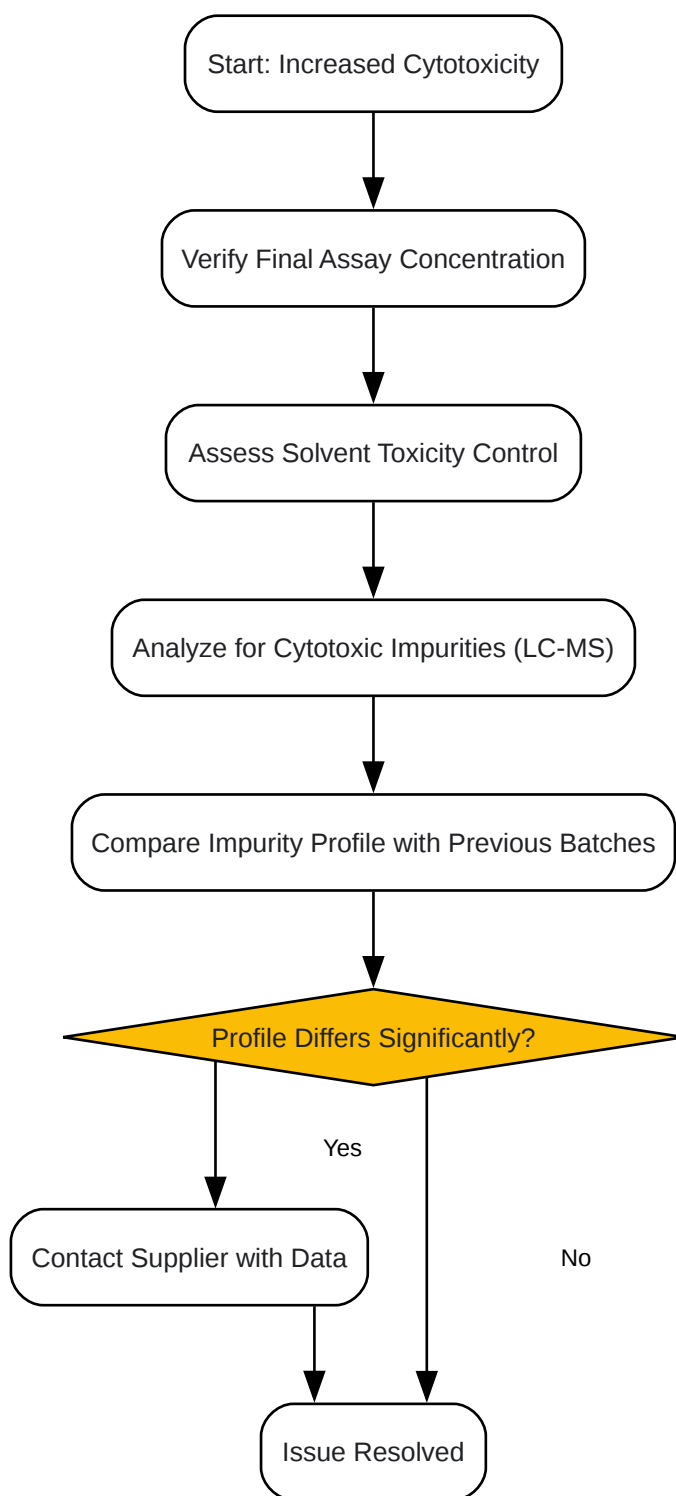 Start: Increased Cytotoxicity
Verify Final Assay Concentration
Assess Solvent Toxicity Control
Analyze for Cytotoxic Impurities (LC-MS)
Compare Impurity Profile with Previous Batches
Profile Differs Significantly?
Yes
Contact Supplier with Data
No
Issue Resolved